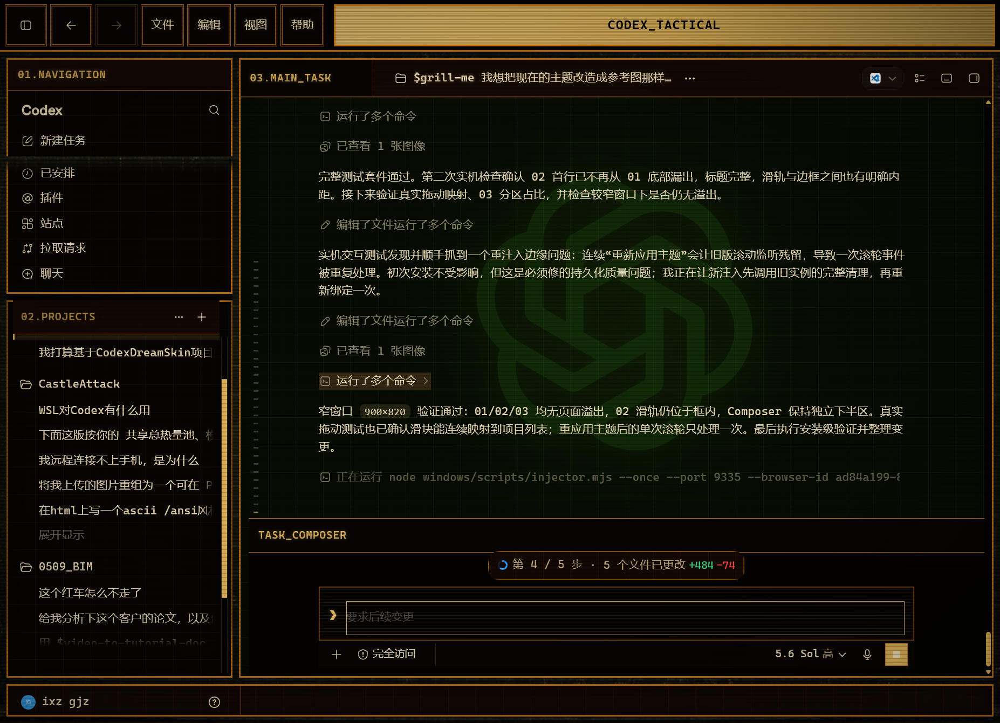 文件 编辑 视图 帮助 CODEX_TACTICAL
01.NAVIGATION
Codex
新建任务
已安排
插件
站点
拉取请求
聊天
02.PROJECTS
我打算基于CodexDreamSkin项目
CastleAttack
WSL对Codex有什么用
下面这版按你的 共享总热量池、
我远程连接不上手机，是为什么
将我上传的图片重组为一个可在 P
在html上写一个ascii /ansi风
展开显示
0509_BIM
这个红车怎么不走了
给我分析下这个客户的论文，以及
用 $video-to-tutorial-doc
ixz gjz
03.MAIN_TASK
$grill-me 我想把现在的主题改造成参考图那样…
运行了多个命令
已查看 1 张图像
完整测试套件通过。第二次实机检查确认 02 首行已不再从 01 底部漏出，标题完整，滑轨与边框之间也有明确内
距。接下来验证真实拖动映射、03 分区占比，并检查较窄窗口下是否仍无溢出。
编辑了文件运行了多个命令
实机交互测试发现并顺手抓到一个重注入边缘问题：连续“重新应用主题”会让旧版滚动监听残留，导致一次滚轮事件
被重复处理。初次安装不受影响，但这是必须修的持久化质量问题；我正在让新注入先调用旧实例的完整清理，再重
新绑定一次。
编辑了文件运行了多个命令
已查看 1 张图像
运行了多个命令
窄窗口 900×820 验证通过：01/02/03 均无页面溢出，02 滑轨仍位于框内，Composer 保持独立下半区。真实
拖动测试也已确认滑块能连续映射到项目列表；重应用主题后的单次滚轮只处理一次。最后执行安装级验证并整理变
更。
正在运行 node windows/scripts/injector.mjs --once --port 9335 --browser-id ad84a199-8
TASK_COMPOSER
第 4 / 5 步 · 5 个文件已更改 +484 -74
❯ 要求后续变更
完全访问 5.6 Sol 高